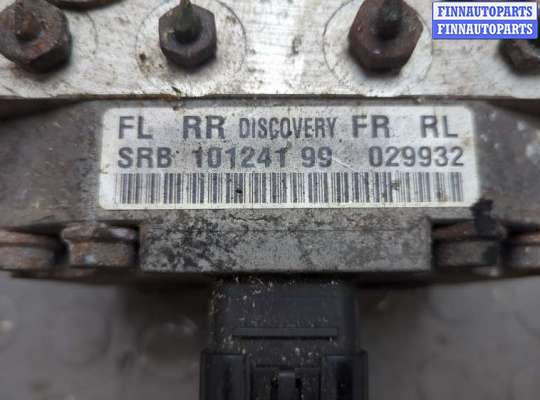 FINNAUTOPARTS
FINNAUTOPARTS
FL RR DISCOVERY FR RL
SRB 101241 99 029932